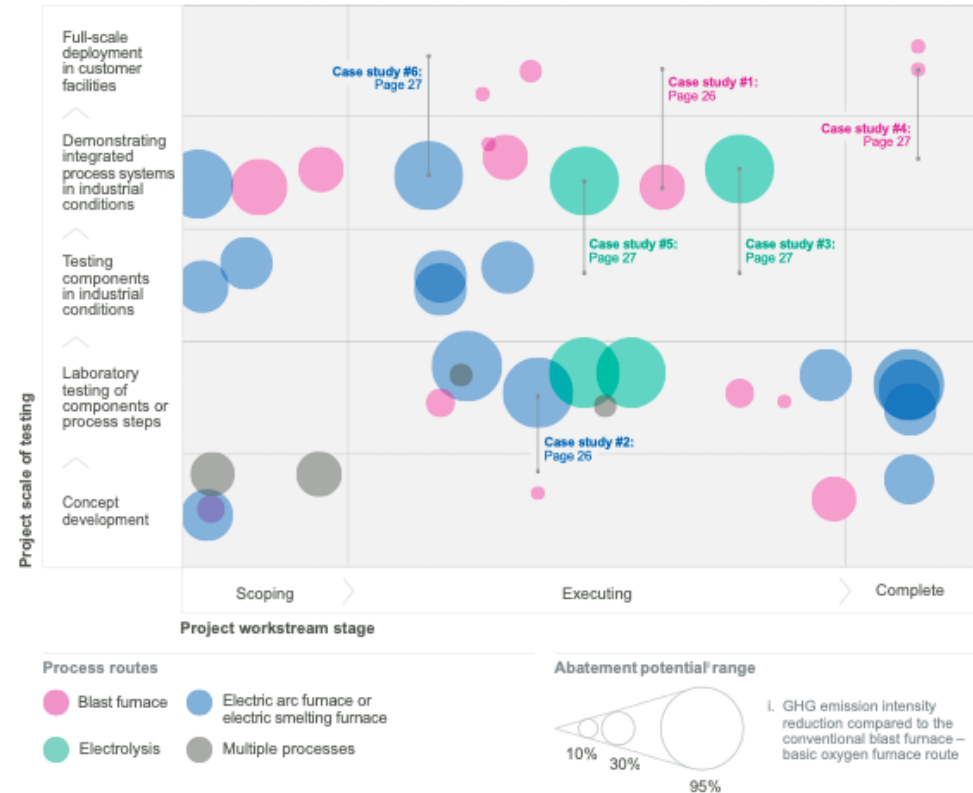 Full-scale
deployment
in customer
facilities
Case study #6:
Page 27
Case study #1:
Page 26
Case study #4:
Page 27
Demonstrating
integrated
process systems
in industrial
conditions
Case study #5:
Page 27
Case study #3:
Page 27
Testing
components
in industrial
conditions
Laboratory
testing of
components or
process steps
Case study #2:
Page 26
Concept
development
Project scale of testing
Scoping
Executing
Complete
Project workstream stage
Process routes
Blast furnace
Electric arc furnace or
electric smelting furnace
Electrolysis
Multiple processes
Abatement potentialⁱ range
10%
30%
95%
i. GHG emission intensity
reduction compared to the
conventional blast furnace –
basic oxygen furnace route